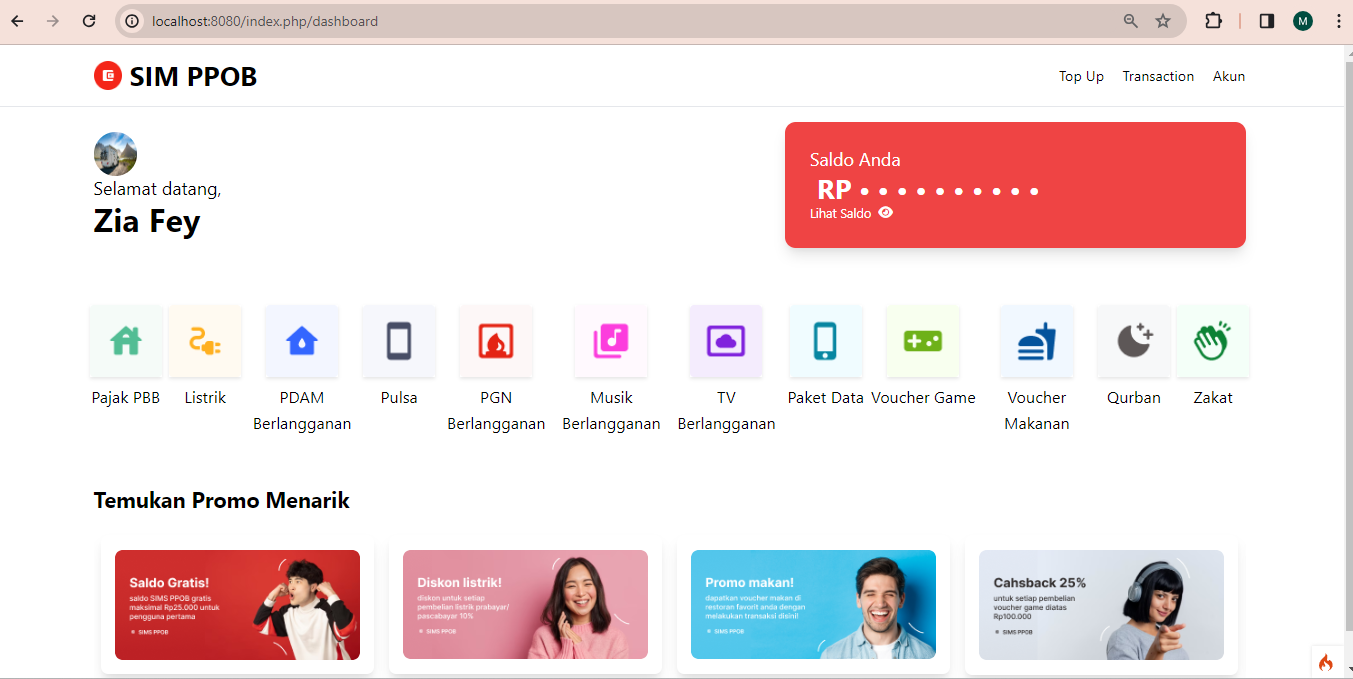 localhost:8080/index.php/dashboard
M
SIM PPOB
Top Up Transaction Akun
Selamat datang,
Zia Fey
Saldo Anda
RP • • • • • • • • • •
Lihat Saldo
Pajak PBB
Listrik
PDAM
Berlangganan
Pulsa
PGN
Berlangganan
Musik
Berlangganan
TV
Berlangganan
Paket Data
Voucher Game
Voucher
Makanan
Qurban
Zakat
Temukan Promo Menarik
Saldo Gratis!
saldo SIMS PPOB gratis
maksimal Rp25.000 untuk
pengguna pertama
SIMS PPOB
Diskon listrik!
diskon untuk setiap
pembelian listrik prabayar/
pascabayar 10%
SIMS PPOB
Promo makan!
dapatkan voucher makan di
restoran favorit anda dengan
melakukan transaksi disini!
SIMS PPOB
Cahsback 25%
untuk setiap pembelian
voucher game diatas
Rp100.000
SIMS PPOB